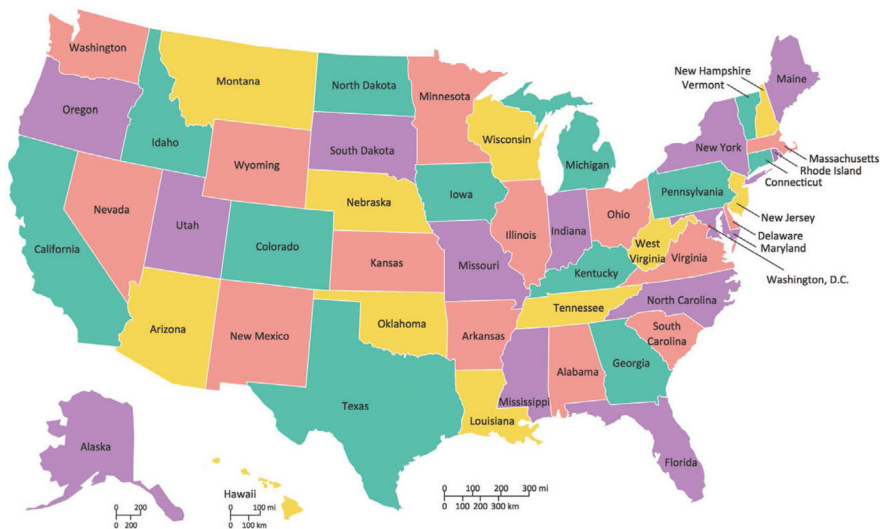 Washington
Montana
North Dakota
Minnesota
New Hampshire
Vermont
Maine
Oregon
Idaho
Wyoming
South Dakota
Wisconsin
Michigan
New York
Massachusetts
Rhode Island
Connecticut
Nevada
Utah
Colorado
Nebraska
Iowa
Illinois
Indiana
Ohio
Pennsylvania
New Jersey
Delaware
Maryland
Washington, D.C.
California
Kansas
Missouri
Kentucky
West
Virginia
Virginia
Arizona
New Mexico
Oklahoma
Arkansas
Tennessee
North Carolina
South
Carolina
Texas
Louisiana
Mississippi
Alabama
Georgia
Florida
Alaska
0 200 mi
0 200 km
Hawaii
0 100 mi
0 100 km
0 100 200 300 mi
0 100 200 300 km